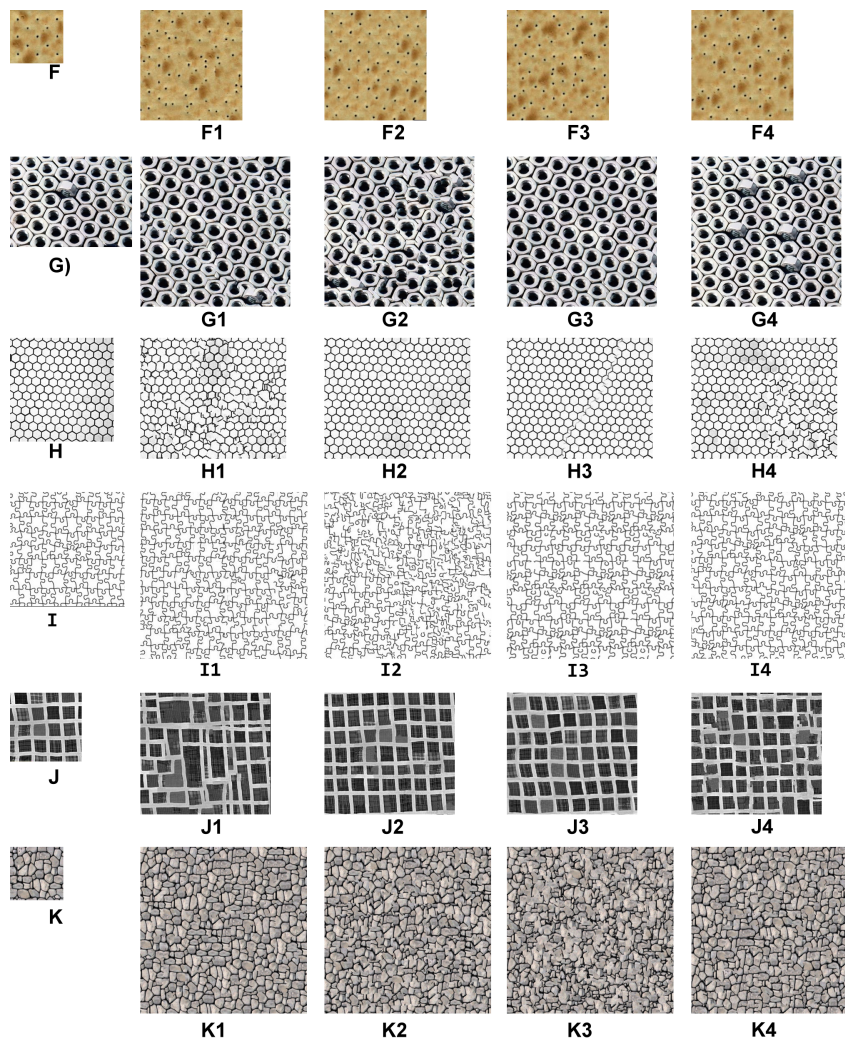 F F1 F2 F3 F4
G) G1 G2 G3 G4
H H1 H2 H3 H4
I I1 I2 I3 I4
J J1 J2 J3 J4
K K1 K2 K3 K4